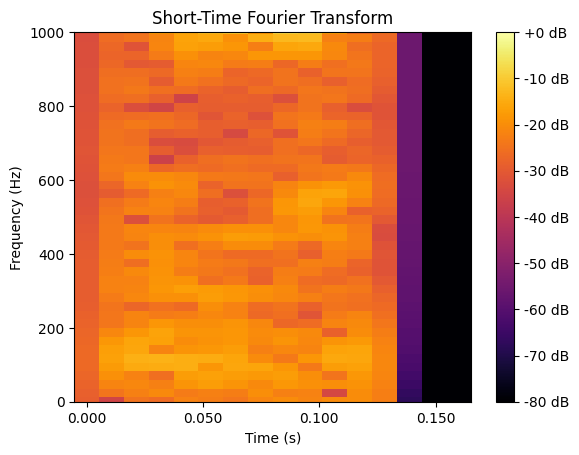 Short-Time Fourier Transform
1000
800
600
400
200
0
Frequency (Hz)
0.000
0.050
0.100
0.150
Time (s)
+0 dB
-10 dB
-20 dB
-30 dB
-40 dB
-50 dB
-60 dB
-70 dB
-80 dB